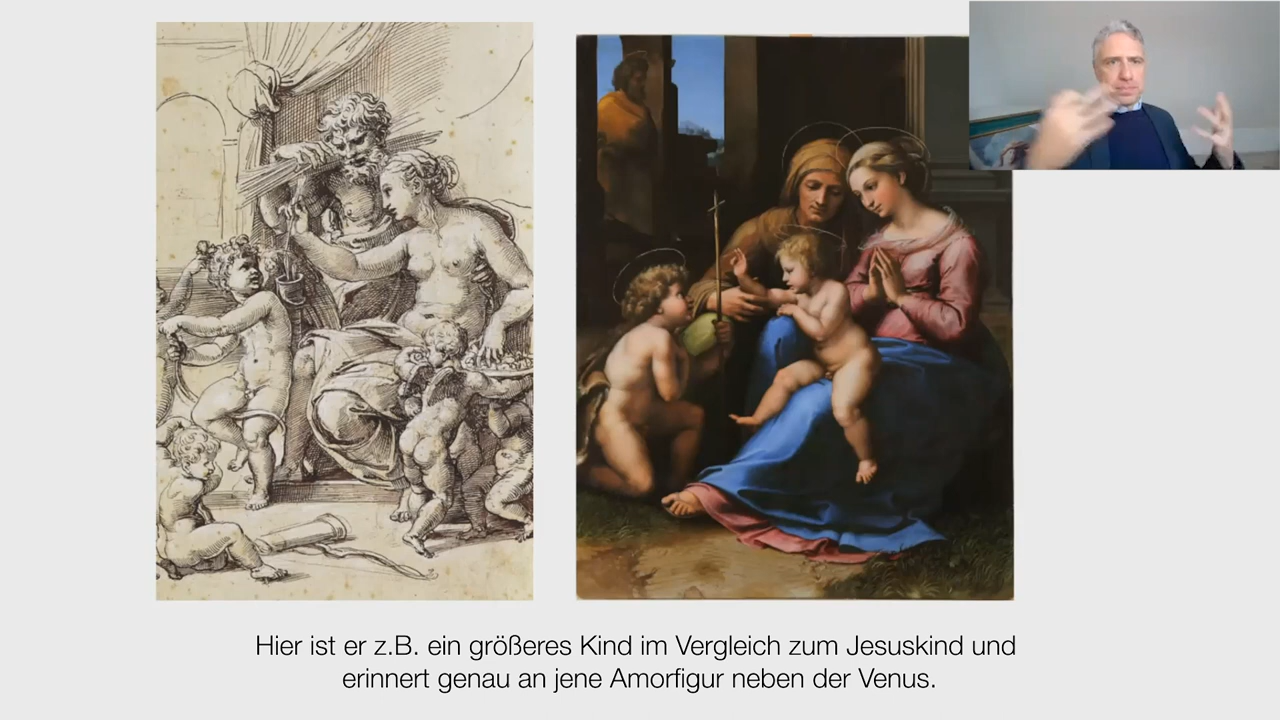 Hier ist er z.B. ein größeres Kind im Vergleich zum Jesuskind und
erinnert genau an jene Amorfigur neben der Venus.